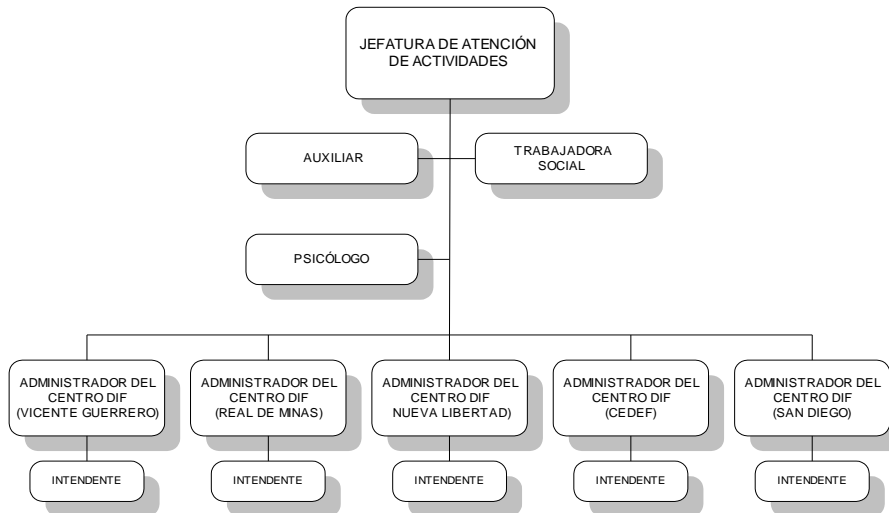 JEFATURA DE ATENCIÓN
DE ACTIVIDADES
AUXILIAR
TRABAJADORA
SOCIAL
PSICÓLOGO
ADMINISTRADOR DEL
CENTRO DIF
(VICENTE GUERRERO)
ADMINISTRADOR DEL
CENTRO DIF
(REAL DE MINAS)
ADMINISTRADOR DEL
CENTRO DIF
NUEVA LIBERTAD)
ADMINISTRADOR DEL
CENTRO DIF
(CEDEF)
ADMINISTRADOR DEL
CENTRO DIF
(SAN DIEGO)
INTENDENTE
INTENDENTE
INTENDENTE
INTENDENTE
INTENDENTE